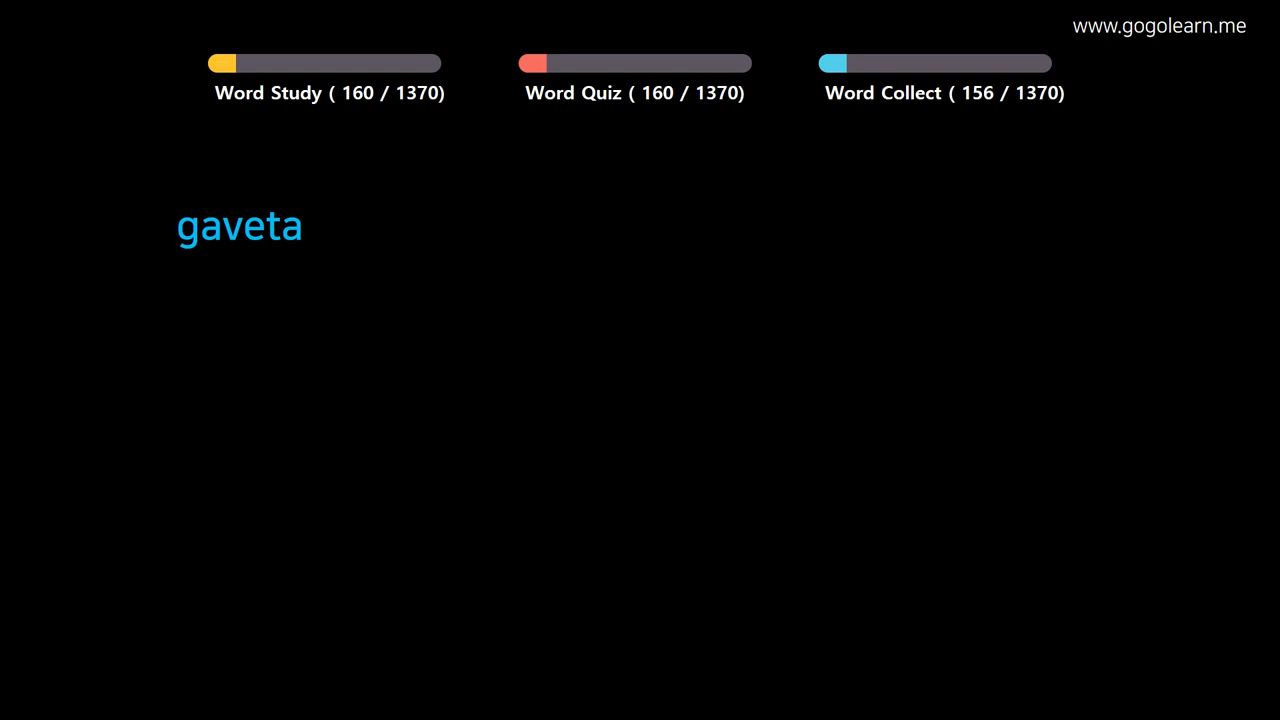 www.gogolearn.me
Word Study ( 160 / 1370)
Word Quiz ( 160 / 1370)
Word Collect ( 156 / 1370)
gaveta